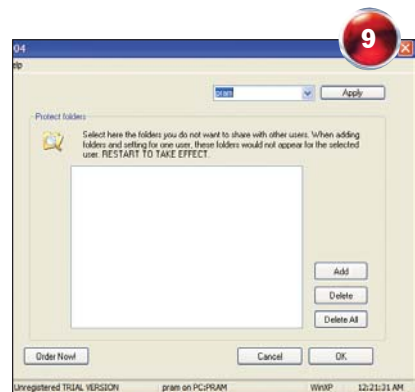 9
04
elp
pram
Apply
Protect folders
Select here the folders you do not want to share with other users. When adding
folders and setting for one user, these folders would not appear for the selected
user. RESTART TO TAKE EFFECT.
Add
Delete
Delete All
Order Now!
Cancel
OK
Unregistered TRIAL VERSION
pram on PC:PRAM
WinXP
12:21:31 AM